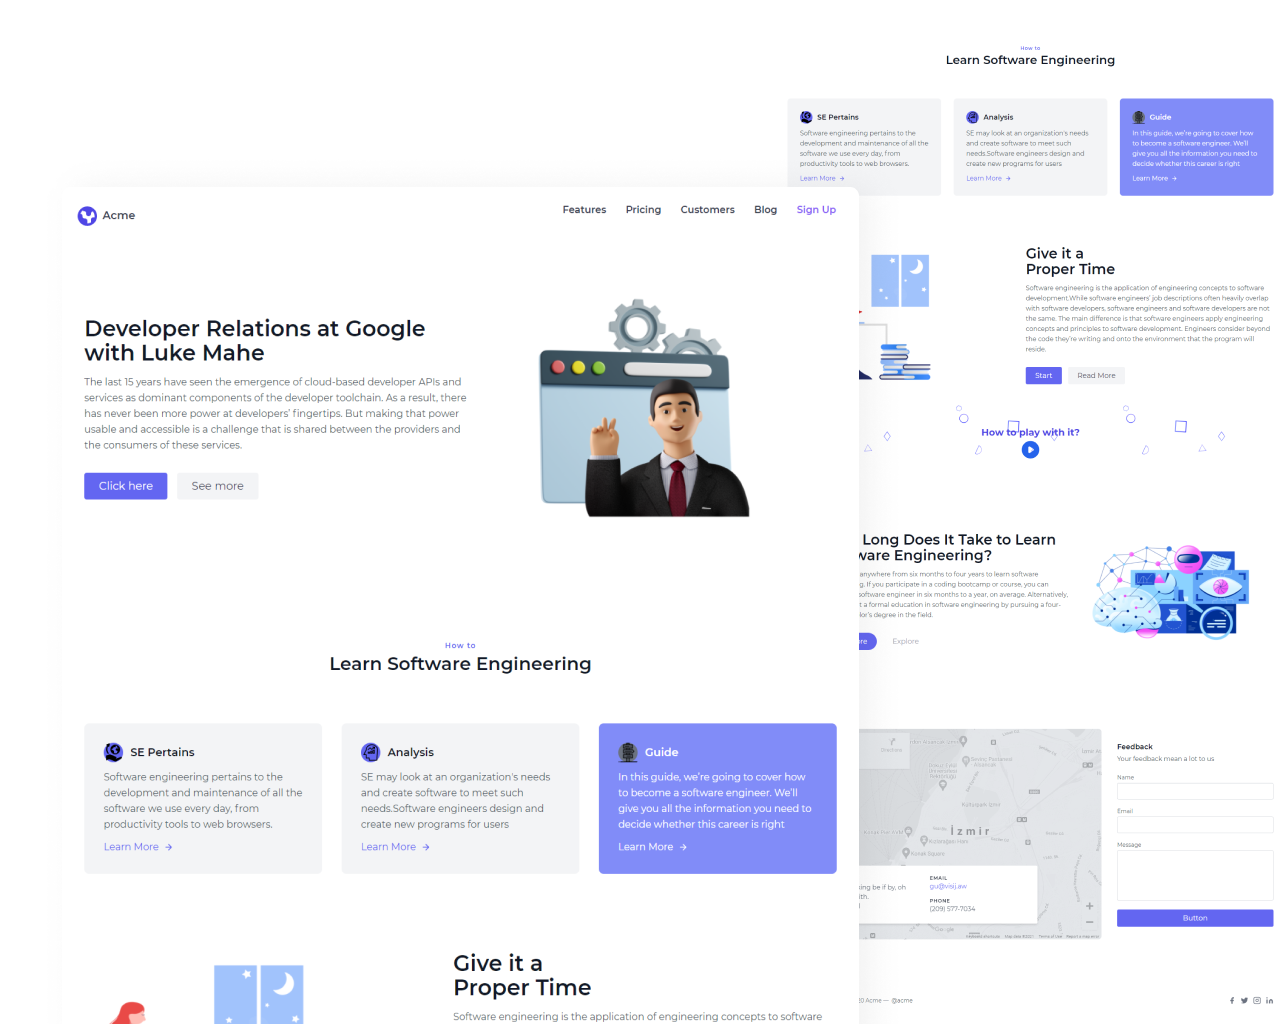 Acme
Features Pricing Customers Blog Sign Up
Developer Relations at Google
with Luke Mahe
The last 15 years have seen the emergence of cloud-based developer APIs and
services as dominant components of the developer toolchain. As a result, there
has never been more power at developers' fingertips. But making that power
usable and accessible is a challenge that is shared between the providers and
the consumers of these services.
Click here See more
How to
Learn Software Engineering
SE Pertains
Software engineering pertains to the
development and maintenance of all the
software we use every day, from
productivity tools to web browsers.
Learn More →
Analysis
SE may look at an organization's needs
and create software to meet such
needs.Software engineers design and
create new programs for users
Learn More →
Guide
In this guide, we're going to cover how
to become a software engineer. We'll
give you all the information you need to
decide whether this career is right
Learn More →
Give it a
Proper Time
Software engineering is the application of engineering concepts to software
How to
Learn Software Engineering
SE Pertains
Software engineering pertains to the
development and maintenance of all the
software we use every day, from
productivity tools to web browsers.
Learn More →
Analysis
SE may look at an organization's needs
and create software to meet such
needs.Software engineers design and
create new programs for users
Learn More →
Guide
In this guide, we're going to cover how
to become a software engineer. We'll
give you all the information you need to
decide whether this career is right
Learn More →
Give it a
Proper Time
Software engineering is the application of engineering concepts to software
development.While software engineers' job descriptions often heavily overlap
with software developers, software engineers and software developers are not
the same. The main difference is that software engineers apply engineering
concepts and principles to software development. Engineers consider beyond
the code they're writing and onto the environment that the program will
reside.
Start Read More
How to play with it?
Long Does It Take to Learn
ware Engineering?
anywhere from six months to four years to learn software
g. If you participate in a coding bootcamp or course, you can
software engineer in six months to a year, on average. Alternatively,
t a formal education in software engineering by pursuing a four-
lor's degree in the field.
re Explore
İzmir
Konak Square
Directions
sing be if by, oh
ith.
EMAIL
gu@visij.aw
PHONE
(209) 577-7034
Google
Keyboard shortcuts Map data ©2021 Terms of Use Report a map error
Feedback
Your feedback mean a lot to us
Name
Email
Message
Button
20 Acme — @acme